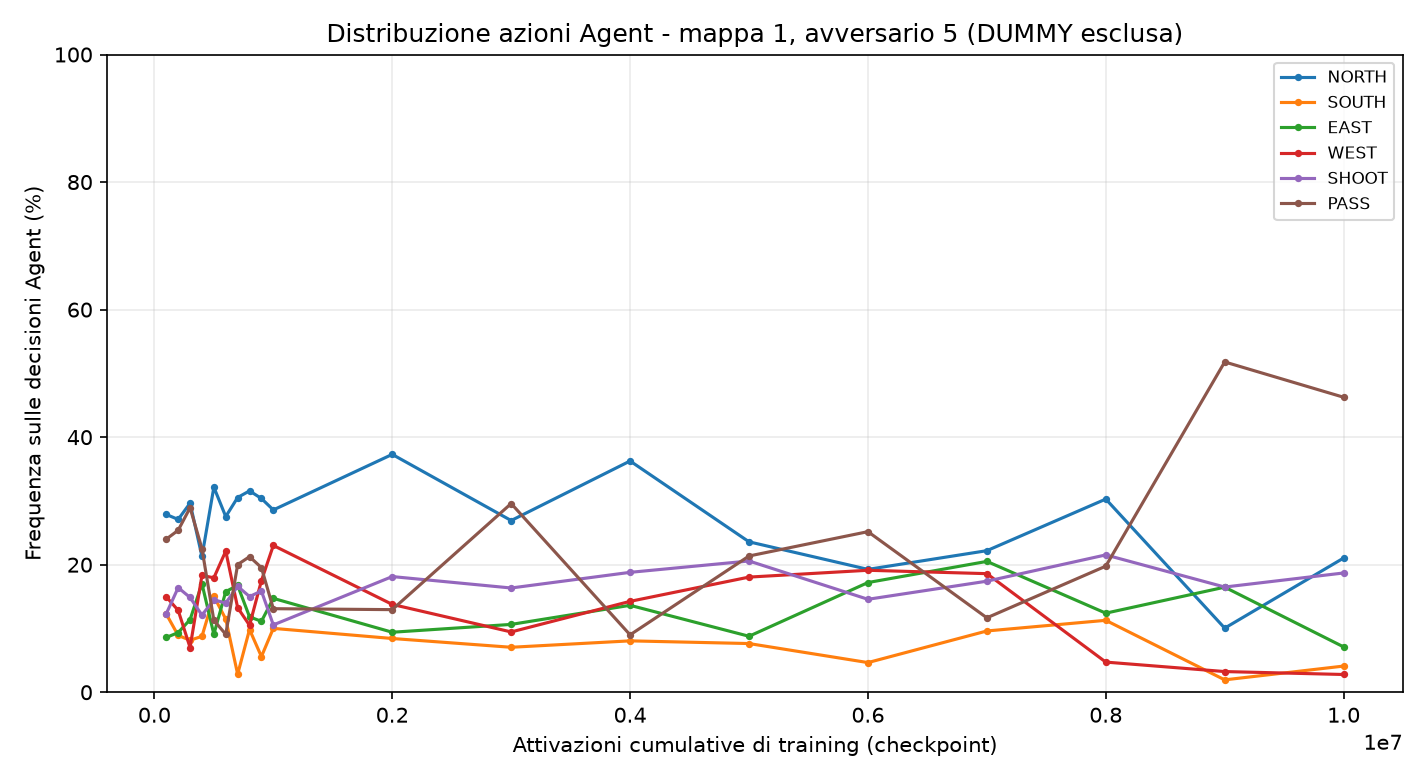 Distribuzione azioni Agent - mappa 1, avversario 5 (DUMMY esclusa)
Frequenza sulle decisioni Agent (%)
100
80
60
40
20
0
NORTH
SOUTH
EAST
WEST
SHOOT
PASS
0.0 0.2 0.4 0.6 0.8 1.0
1e7
Attivazioni cumulative di training (checkpoint)